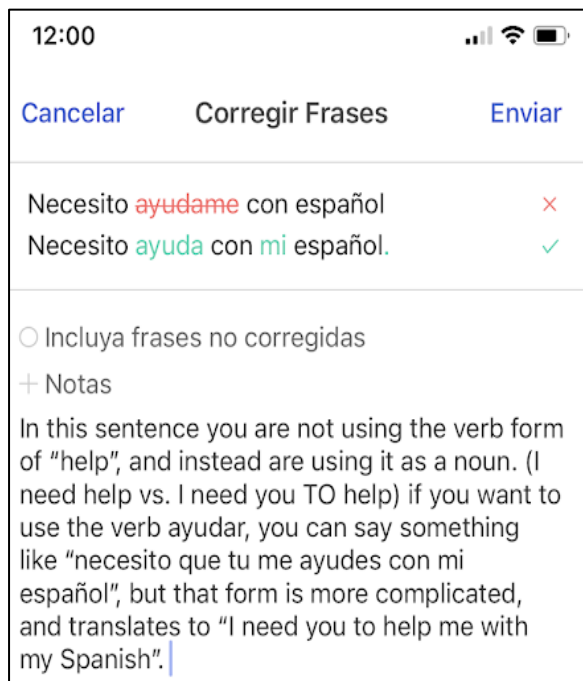 12:00
Cancelar Corregir Frases Enviar
Necesito ayudame con español
Necesito ayuda con mi español.
Incluya frases no corregidas
+ Notas
In this sentence you are not using the verb form
of “help”, and instead are using it as a noun. (I
need help vs. I need you TO help) if you want to
use the verb ayudar, you can say something
like “necesito que tu me ayudes con mi
español”, but that form is more complicated,
and translates to “I need you to help me with
my Spanish”.